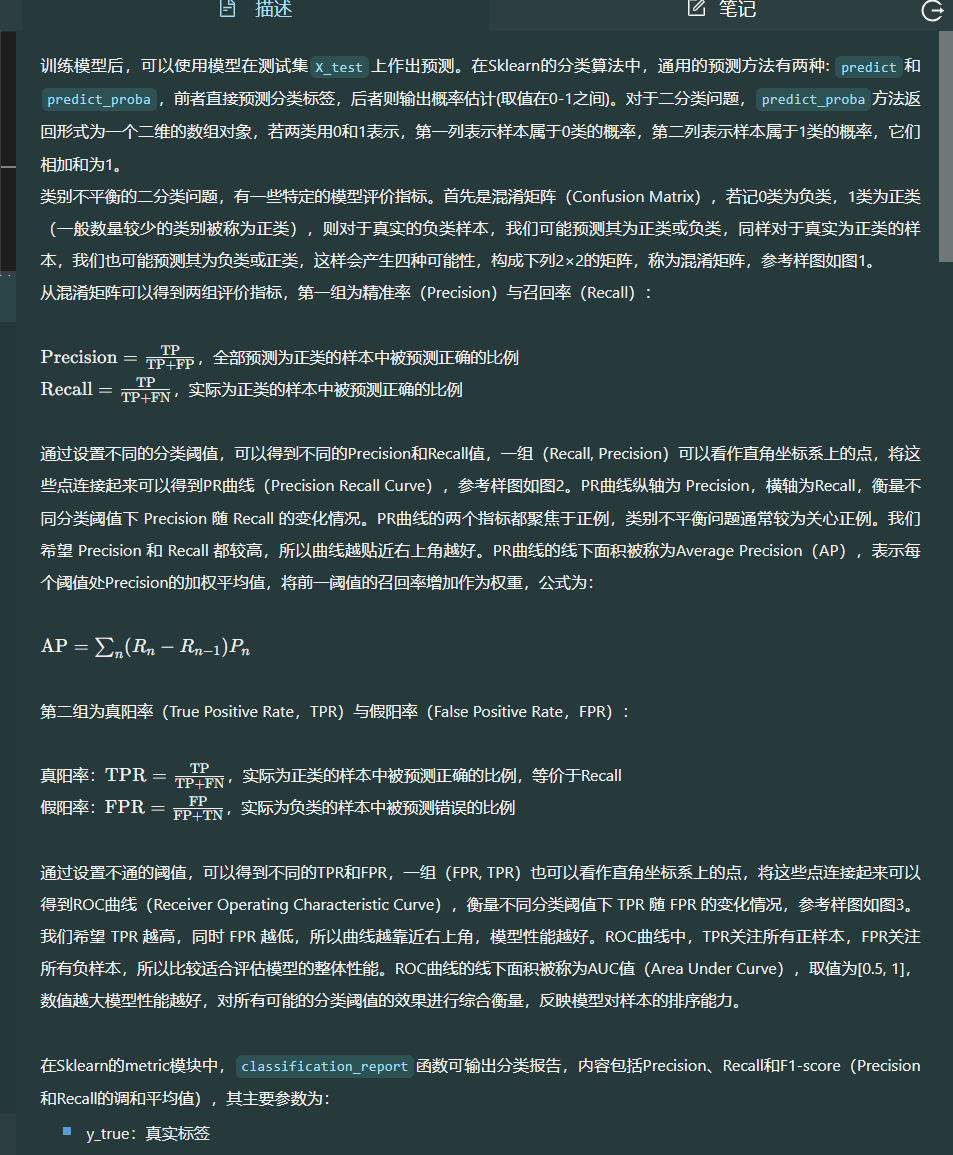 描述
笔记
训练模型后，可以使用模型在测试集 X_test 上作出预测。在Sklearn的分类算法中，通用的预测方法有两种: predict 和
predict_proba ，前者直接预测分类标签，后者则输出概率估计(取值在0-1之间)。对于二分类问题， predict_proba 方法返
回形式为一个二维的数组对象，若两类用0和1表示，第一列表示样本属于0类的概率，第二列表示样本属于1类的概率，它们
相加和为1。
类别不平衡的二分类问题，有一些特定的模型评价指标。首先是混淆矩阵（Confusion Matrix），若记0类为负类，1类为正类
（一般数量较少的类别被称为正类），则对于真实的负类样本，我们可能预测其为正类或负类，同样对于真实为正类的样
本，我们也可能预测其为负类或正类，这样会产生四种可能性，构成下列2×2的矩阵，称为混淆矩阵，参考样图如图1。
从混淆矩阵可以得到两组评价指标，第一组为精准率（Precision）与召回率（Recall）：
Precision = TP/(TP+FP)，全部预测为正类的样本中被预测正确的比例
Recall = TP/(TP+FN)，实际为正类的样本中被预测正确的比例
通过设置不同的分类阈值，可以得到不同的Precision和Recall值，一组（Recall, Precision）可以看作直角坐标系上的点，将这
些点连接起来可以得到PR曲线（Precision Recall Curve），参考样图如图2。PR曲线纵轴为 Precision，横轴为Recall，衡量不
同分类阈值下 Precision 随 Recall 的变化情况。PR曲线的两个指标都聚焦于正例，类别不平衡问题通常较为关心正例。我们
希望 Precision 和 Recall 都较高，所以曲线越贴近右上角越好。PR曲线的线下面积被称为Average Precision（AP），表示每
个阈值处Precision的加权平均值，将前一阈值的召回率增加作为权重，公式为：
AP = ∑n(Rn − Rn−1)Pn
第二组为真阳率（True Positive Rate，TPR）与假阳率（False Positive Rate，FPR）：
真阳率：TPR = TP/(TP+FN)，实际为正类的样本中被预测正确的比例，等价于Recall
假阳率：FPR = FP/(FP+TN)，实际为负类的样本中被预测错误的比例
通过设置不通的阈值，可以得到不同的TPR和FPR，一组（FPR, TPR）也可以看作直角坐标系上的点，将这些点连接起来可以
得到ROC曲线（Receiver Operating Characteristic Curve），衡量不同分类阈值下 TPR 随 FPR 的变化情况，参考样图如图3。
我们希望 TPR 越高，同时 FPR 越低，所以曲线越靠近右上角，模型性能越好。ROC曲线中，TPR关注所有正样本，FPR关注
所有负样本，所以比较适合评估模型的整体性能。ROC曲线的线下面积被称为AUC值（Area Under Curve），取值为[0.5, 1]，
数值越大模型性能越好，对所有可能的分类阈值的效果进行综合衡量，反映模型对样本的排序能力。
在Sklearn的metric模块中， classification_report 函数可输出分类报告，内容包括Precision、Recall和F1-score（Precision
和Recall的调和平均值），其主要参数为：
y_true：真实标签